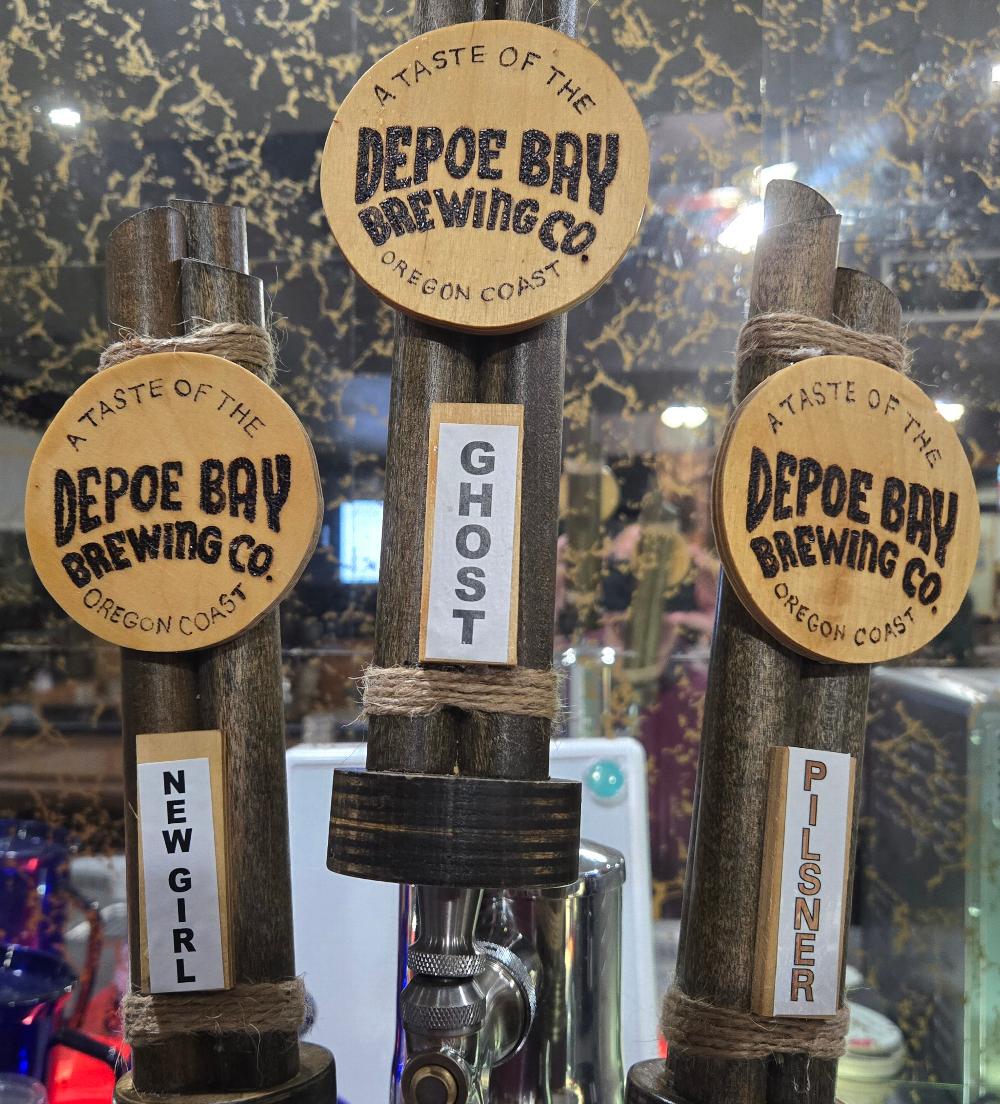 A TASTE OF THE
DEPOE BAY
BREWING CO.
OREGON COAST
NEW GIRL
A TASTE OF THE
DEPOE BAY
BREWING CO.
OREGON COAST
GHOST
A TASTE OF THE
DEPOE BAY
BREWING CO.
OREGON COAST
PILSNER